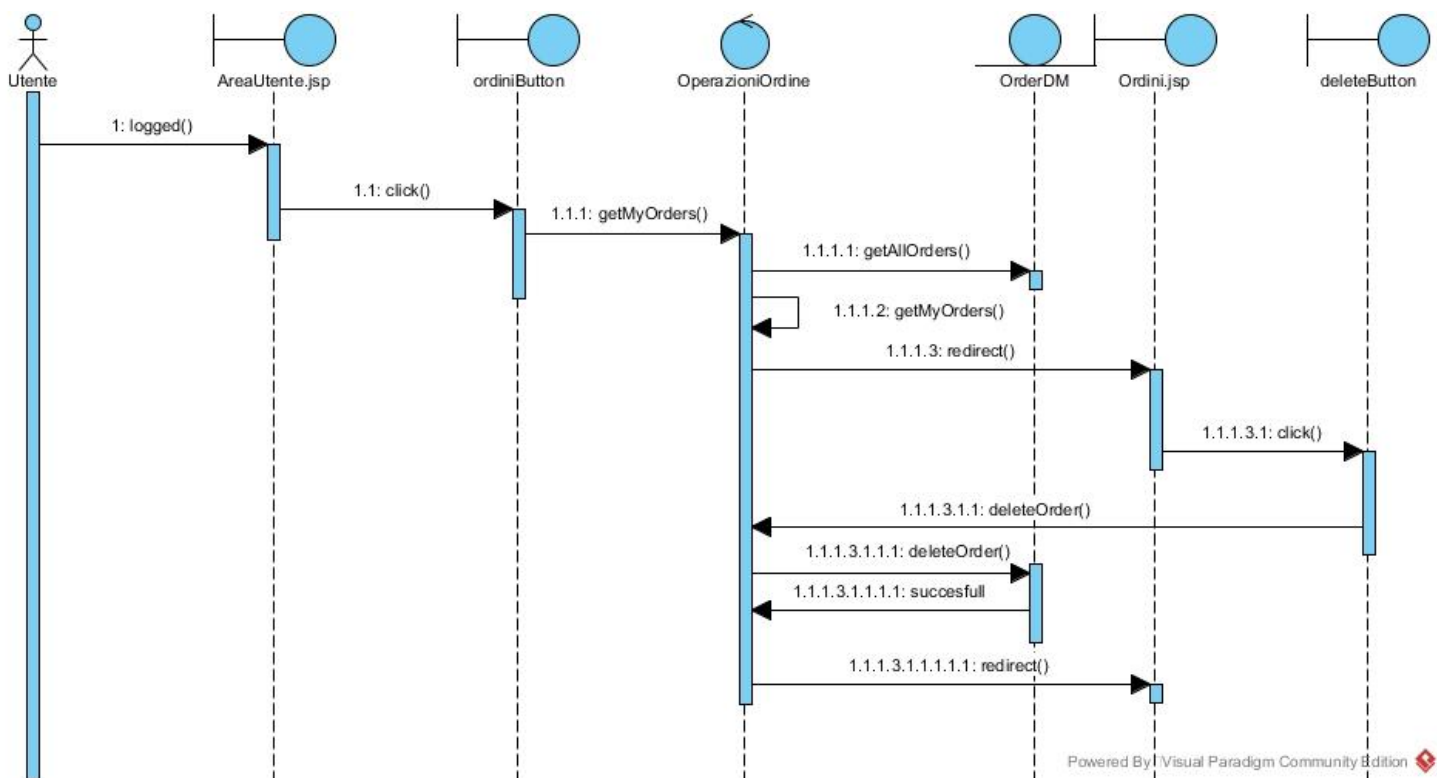 Utente
AreaUtente.jsp
ordiniButton
OperazioniOrdine
OrderDM
Ordini.jsp
deleteButton
1: logged()
1.1: click()
1.1.1: getMyOrders()
1.1.1.1: getAllOrders()
1.1.1.2: getMyOrders()
1.1.1.3: redirect()
1.1.1.3.1: click()
1.1.1.3.1.1: deleteOrder()
1.1.1.3.1.1.1: deleteOrder()
1.1.1.3.1.1.1.1: succesfull
1.1.1.3.1.1.1.1.1: redirect()
Powered By Visual Paradigm Community Edition